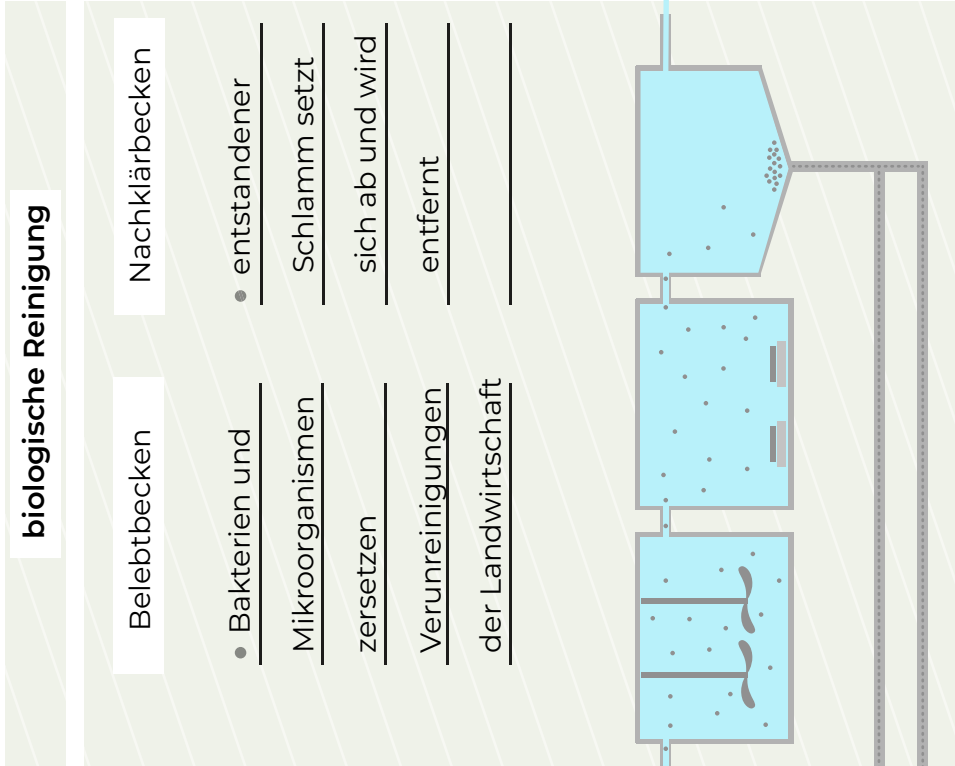 biologische Reinigung
Belebtbecken
• Bakterien und
Mikroorganismen
zersetzen
Verunreinigungen
der Landwirtschaft
Nachklärbecken
• entstandener
Schlamm setzt
sich ab und wird
entfernt